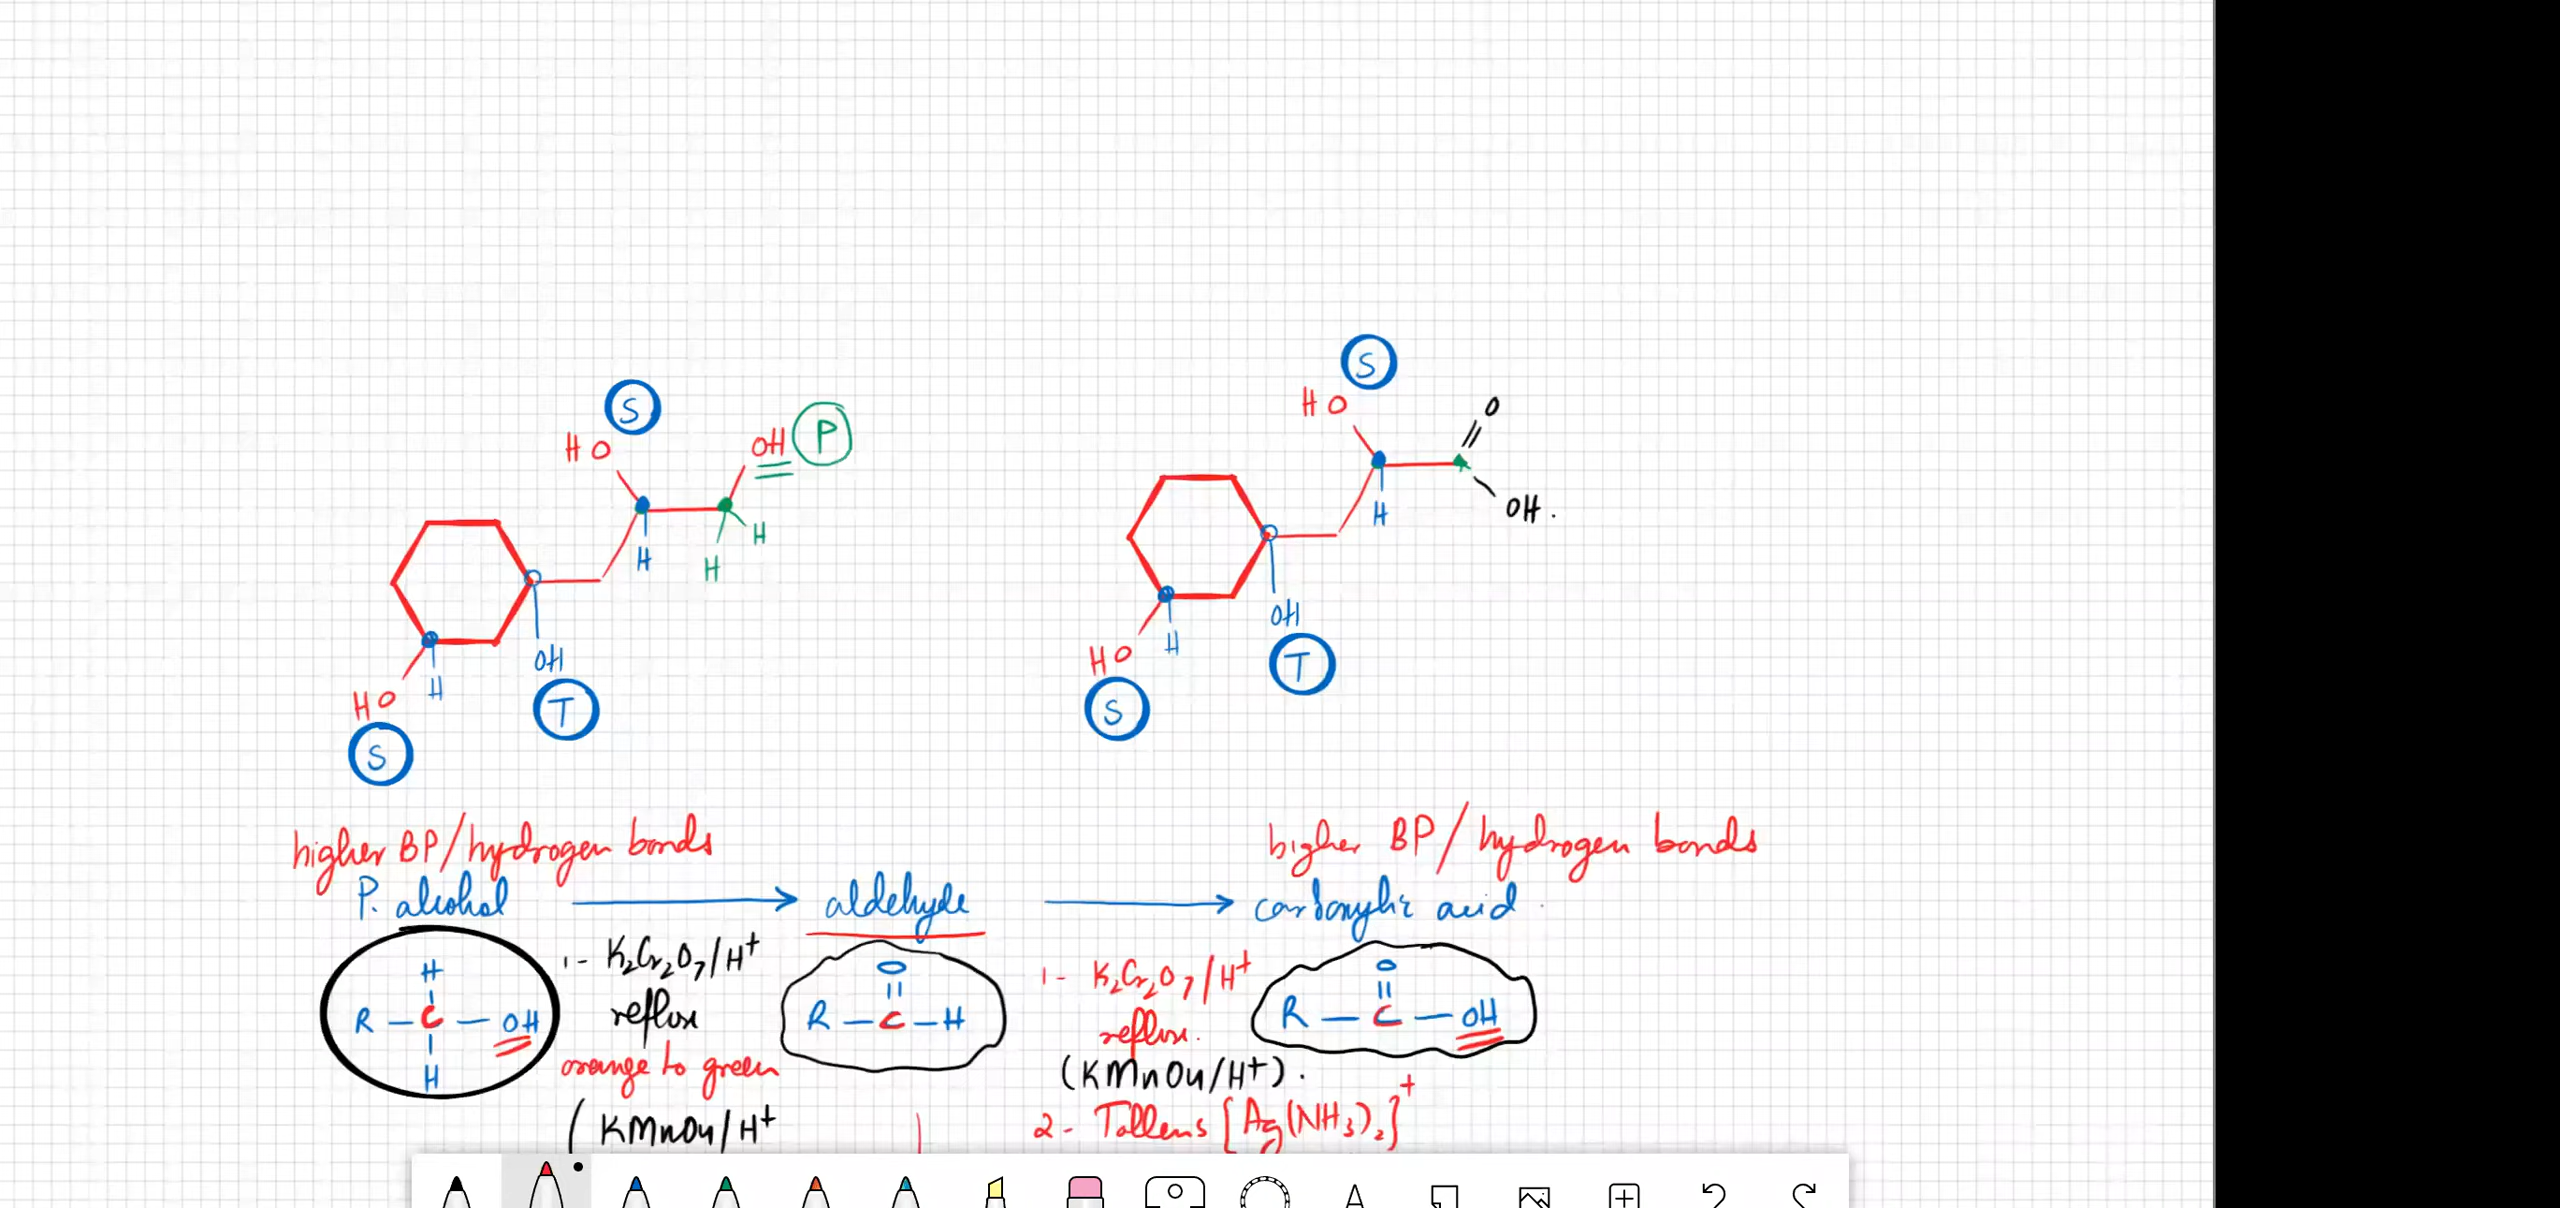 S
HO
OH P
H
H
H
OH
H
HO
T
S
S
HO
O
H
OH.
OH
H
HO
T
S
higher BP/hydrogen bonds
higher BP/hydrogen bonds
P. alcohol → aldehyde → carboxylic acid
H
R – C – OH
H
1- K₂Cr₂O₇/H⁺
reflux
orange to green
(KMnO4/H⁺
O
R – C – H
1- K₂Cr₂O₇/H⁺
reflux.
(KMnO4/H⁺).
2- Tollens [Ag(NH₃)₂]⁺
O
R – C – OH